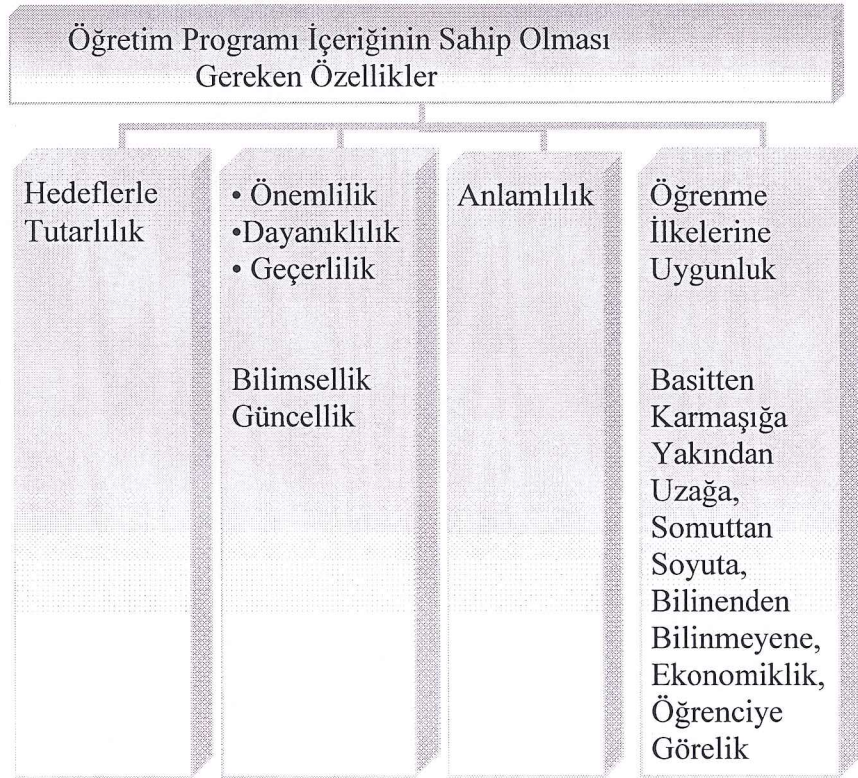 Öğretim Programı İçeriğinin Sahip Olması
Gereken Özellikler
Hedeflerle
Tutarlılık
• Önemlilik
•Dayanıklılık
• Geçerlilik
Bilimsellik
Güncellik
Anlamlılık
Öğrenme
İlkelerine
Uygunluk
Basitten
Karmaşığa
Yakından
Uzağa,
Somuttan
Soyuta,
Bilinenden
Bilinmeyene,
Ekonomiklik,
Öğrenciye
Görelik